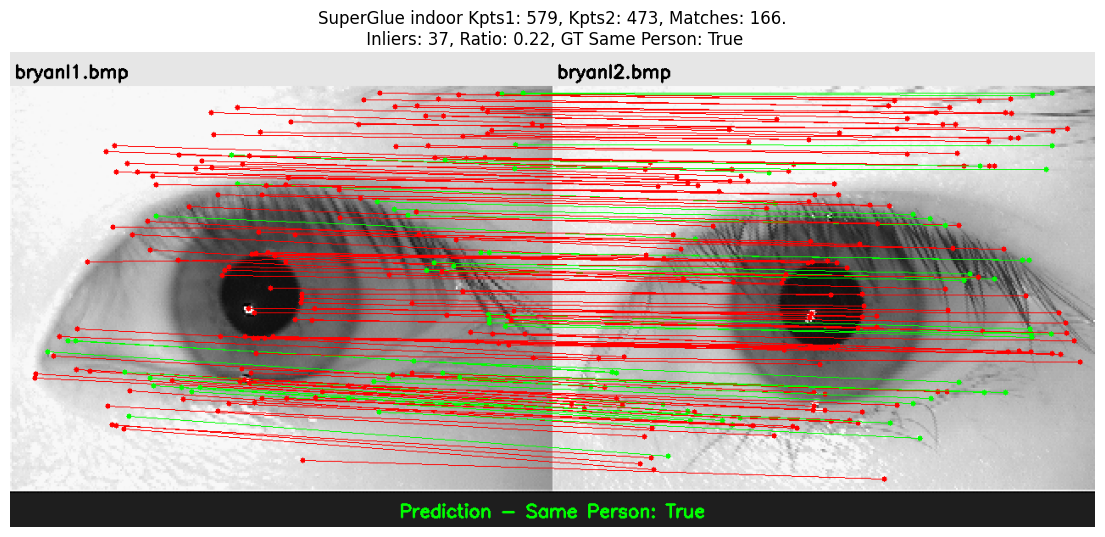 SuperGlue indoor Kpts1: 579, Kpts2: 473, Matches: 166.
Inliers: 37, Ratio: 0.22, GT Same Person: True
bryanl1.bmp
bryanl2.bmp
Prediction - Same Person: True